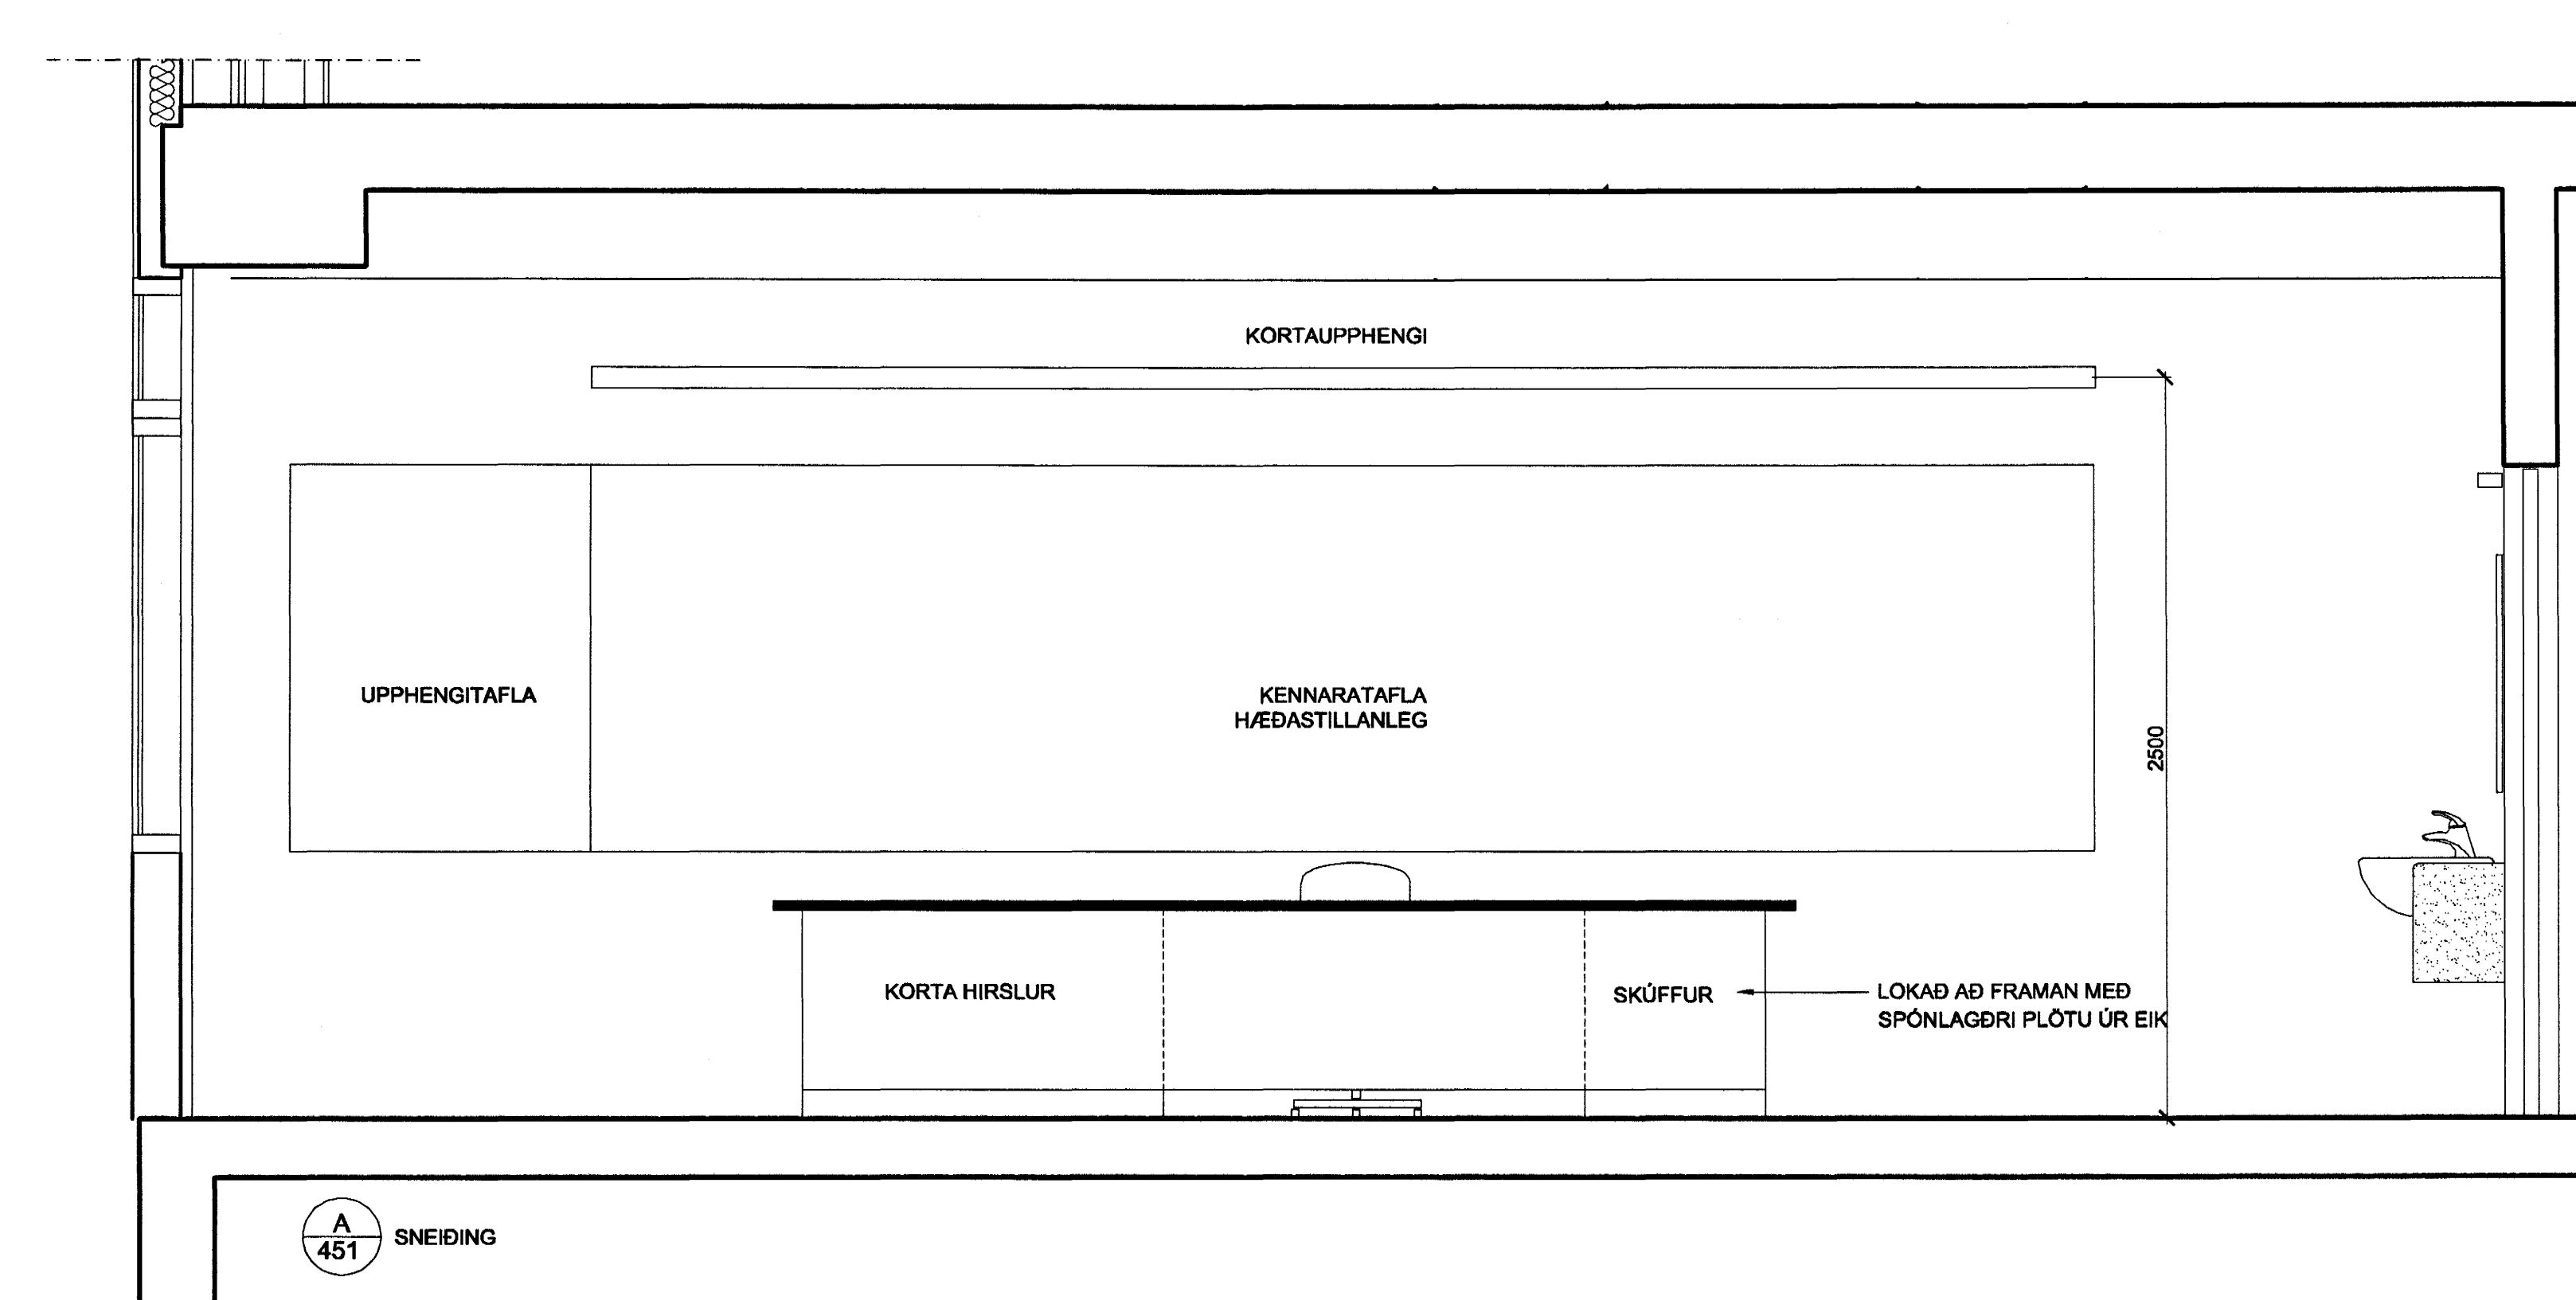 KORTAUPPHENGI
UPPHENGITAFLA
KENNARATAFLA
HÆÐASTILLANLEG
2500
KORTA HIRSLUR
SKÚFFUR
LOKAÐ AÐ FRAMAN MEÐ
SPÓNLAGÐRI PLÖTU ÚR EIK
A
451
SNEIÐING